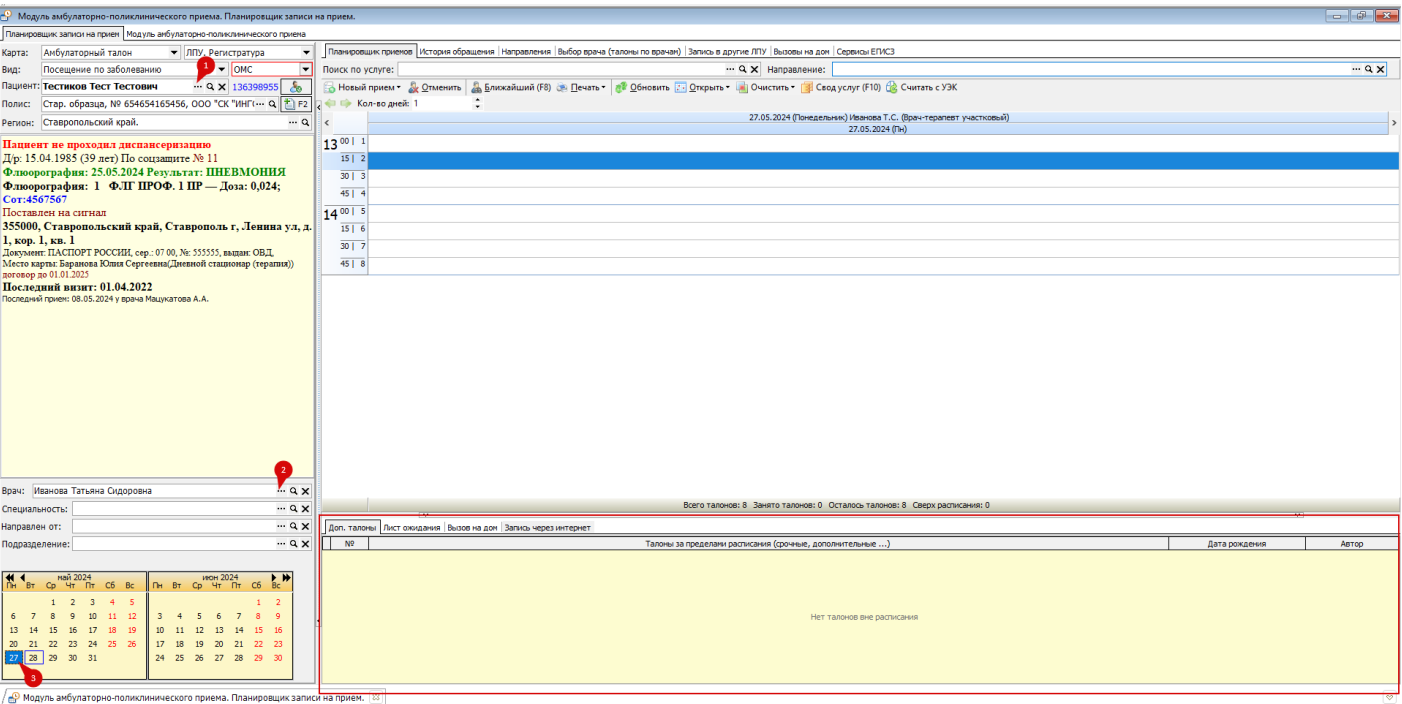 Модуль амбулаторно-поликлинического приема. Планировщик записи на прием.
Планировщик записи на прием Модуль амбулаторно-поликлинического приема
Карта: Амбулаторный талон ЛПУ, Регистратура
Вид: Посещение по заболеванию ОМС
1
Пациент: Тестиков Тест Тестович ... 136398955
Полис: Стар. образца, № 654654165456, ООО "СК "ИНГ(... F2
Регион: Ставропольский край. ...
Пациент не проходил диспансеризацию
Д/р: 15.04.1985 (39 лет) По соцзащите № 11
Флюорография: 25.05.2024 Результат: ПНЕВМОНИЯ
Флюорография: 1 ФЛГ ПРОФ. 1 ПР — Доза: 0,024;
Сот:4567567
Поставлен на сигнал
355000, Ставропольский край, Ставрополь г, Ленина ул, д.
1, кор. 1, кв. 1
Документ: ПАСПОРТ РОССИИ, сер.: 07 00, №: 555555, выдан: ОВД,
Место карты: Баранова Юлия Сергеевна(Дневной стационар (терапия))
договор до 01.01.2025
Последний визит: 01.04.2022
Последний прием: 08.05.2024 у врача Мацукатова А.А.
2
Врач: Иванова Татьяна Сидоровна ...
Специальность: ...
Направлен от: ...
Подразделение: ...
май 2024 июн 2024
Пн Вт Ср Чт Пт Сб Вс Пн Вт Ср Чт Пт Сб Вс
1 2 3 4 5 1 2
6 7 8 9 10 11 12 3 4 5 6 7 8 9
13 14 15 16 17 18 19 10 11 12 13 14 15 16
20 21 22 23 24 25 26 17 18 19 20 21 22 23
27 28 29 30 31 24 25 26 27 28 29 30
3
Планировщик приемов История обращения Направления Выбор врача (талоны по врачам) Запись в другие ЛПУ Вызовы на дом Сервисы ЕГИСЗ
Поиск по услуге: ... Направление: ...
Новый прием Отменить Ближайший (F8) Печать Обновить Открыть Очистить Свод услуг (F10) Считать с УЭК
Кол-во дней: 1
27.05.2024 (Понедельник) Иванова Т.С. (Врач-терапевт участковый)
27.05.2024 (Пн)
13 00 1
15 2
30 3
45 4
14 00 5
15 6
30 7
45 8
Всего талонов: 8 Занято талонов: 0 Осталось талонов: 8 Сверх расписания: 0
Доп. талоны Лист ожидания Вызов на дом Запись через интернет
№ Талоны за пределами расписания (срочные, дополнительные ...) Дата рождения Автор
Нет талонов вне расписания
Модуль амбулаторно-поликлинического приема. Планировщик записи на прием.